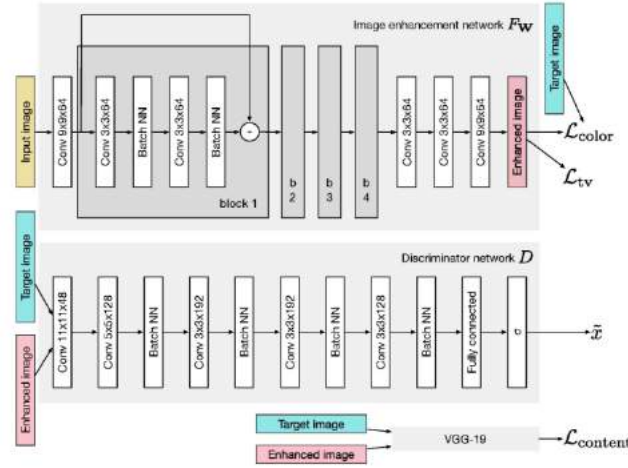 Image enhancement network F_W
Target image
Input image
Conv 9x9x64
Conv 3x3x64
Batch NN
Conv 3x3x64
Batch NN
block 1
b
2
b
3
b
4
Conv 3x3x64
Conv 3x3x64
Conv 9x9x64
Enhanced image
L_color
L_tv
Discriminator network D
Target image
Enhanced image
Conv 11x11x48
Conv 5x5x128
Batch NN
Conv 3x3x192
Batch NN
Conv 3x3x192
Batch NN
Conv 3x3x128
Batch NN
Fully connected
σ
x̃
Target image
Enhanced image
VGG-19
L_content